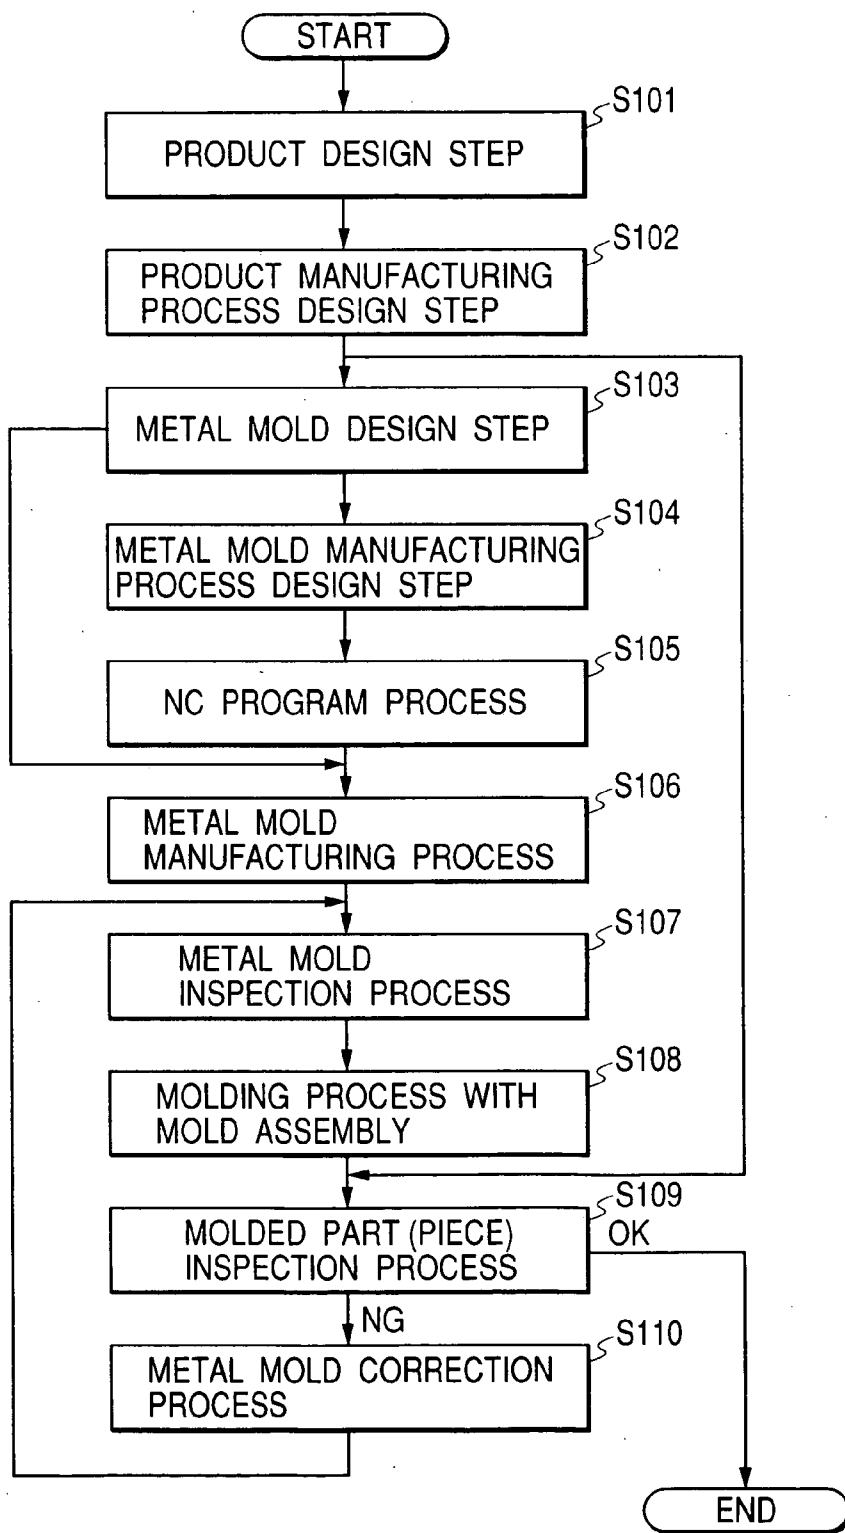 START
S101
PRODUCT DESIGN STEP
S102
PRODUCT MANUFACTURING
PROCESS DESIGN STEP
S103
METAL MOLD DESIGN STEP
S104
METAL MOLD MANUFACTURING
PROCESS DESIGN STEP
S105
NC PROGRAM PROCESS
S106
METAL MOLD
MANUFACTURING PROCESS
S107
METAL MOLD
INSPECTION PROCESS
S108
MOLDING PROCESS WITH
MOLD ASSEMBLY
S109
MOLDED PART (PIECE)
INSPECTION PROCESS
OK
NG
S110
METAL MOLD CORRECTION
PROCESS
END